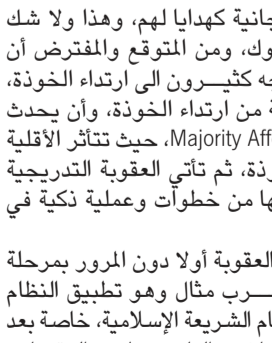 جانية كهدايا لهم، وهذا ولا شك
وك، ومن المتوقع والمفترض أن
جه كثيـــرون الى ارتداء الخوذة،
ة من ارتداء الخوذة، وأن يحدث
Majority Aff، حيث تتأثر الأقلية
وذة، ثم تأتي العقوبة التدريجية
ها من خطوات وعملية ذكية في
العقوبة أولا دون المرور بمرحلة
ـــرب مثال وهو تطبيق النظام
ام الشريعة الإسلامية، خاصة بعد